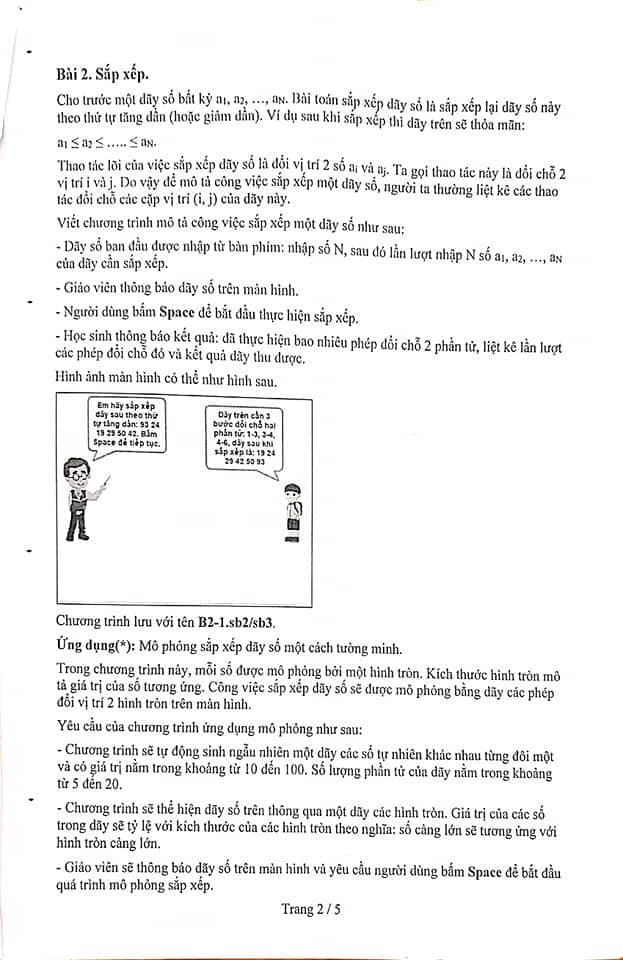 Bài 2. Sắp xếp.
Cho trước một dãy số bất kỳ a1, a2, ..., aN. Bài toán sắp xếp dãy số là sắp xếp lại dãy số này
theo thứ tự tăng dần (hoặc giảm dần). Ví dụ sau khi sắp xếp thì dãy trên sẽ thỏa mãn:
a1 ≤ a2 ≤ ..... ≤ aN.
Thao tác lõi của việc sắp xếp dãy số là đổi vị trí 2 số ai và aj. Ta gọi thao tác này là đổi chỗ 2
vị trí i và j. Do vậy để mô tả công việc sắp xếp một dãy số, người ta thường liệt kê các thao
tác đổi chỗ các cặp vị trí (i, j) của dãy này.
Viết chương trình mô tả công việc sắp xếp một dãy số như sau:
- Dãy số ban đầu được nhập từ bàn phím: nhập số N, sau đó lần lượt nhập N số a1, a2, ..., aN
của dãy cần sắp xếp.
- Giáo viên thông báo dãy số trên màn hình.
- Người dùng bấm Space để bắt đầu thực hiện sắp xếp.
- Học sinh thông báo kết quả: đã thực hiện bao nhiêu phép đổi chỗ 2 phần tử, liệt kê lần lượt
các phép đổi chỗ đó và kết quả dãy thu được.
Hình ảnh màn hình có thể như hình sau.
Em hãy sắp xếp
dãy sau theo thứ
tự tăng dần: 93 24
19 29 50 42. Bấm
Space để tiếp tục.
Dãy trên cần 3
bước đổi chỗ hai
phần tử: 1-3, 3-4,
4-6, dãy sau khi
sắp xếp là: 19 24
29 42 50 93
Chương trình lưu với tên B2-1.sb2/sb3.
Ứng dụng(*): Mô phỏng sắp xếp dãy số một cách tường minh.
Trong chương trình này, mỗi số được mô phỏng bởi một hình tròn. Kích thước hình tròn mô
tả giá trị của số tương ứng. Công việc sắp xếp dãy số sẽ được mô phỏng bằng dãy các phép
đổi vị trí 2 hình tròn trên màn hình.
Yêu cầu của chương trình ứng dụng mô phỏng như sau:
- Chương trình sẽ tự động sinh ngẫu nhiên một dãy các số tự nhiên khác nhau từng đôi một
và có giá trị nằm trong khoảng từ 10 đến 100. Số lượng phần tử của dãy nằm trong khoảng
từ 5 đến 20.
- Chương trình sẽ thể hiện dãy số trên thông qua một dãy các hình tròn. Giá trị của các số
trong dãy sẽ tỷ lệ với kích thước của các hình tròn theo nghĩa: số càng lớn sẽ tương ứng với
hình tròn càng lớn.
- Giáo viên sẽ thông báo dãy số trên màn hình và yêu cầu người dùng bấm Space để bắt đầu
quá trình mô phỏng sắp xếp.
Trang 2 / 5